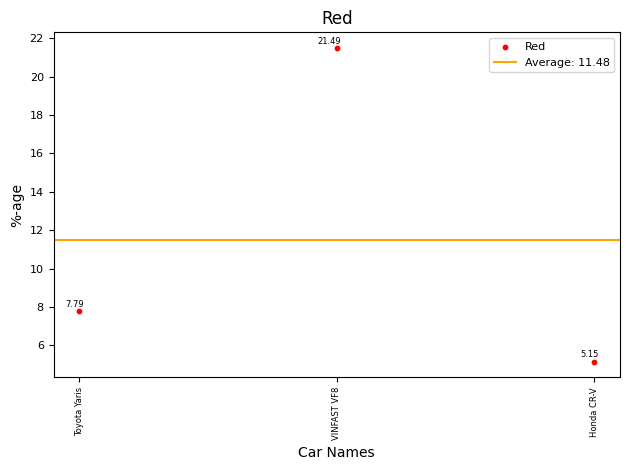 Red
22
20
18
16
14
12
10
8
6
%-age
21.49
7.79
5.15
Red
Average: 11.48
Toyota Yaris
VINFAST VF8
Honda CR-V
Car Names